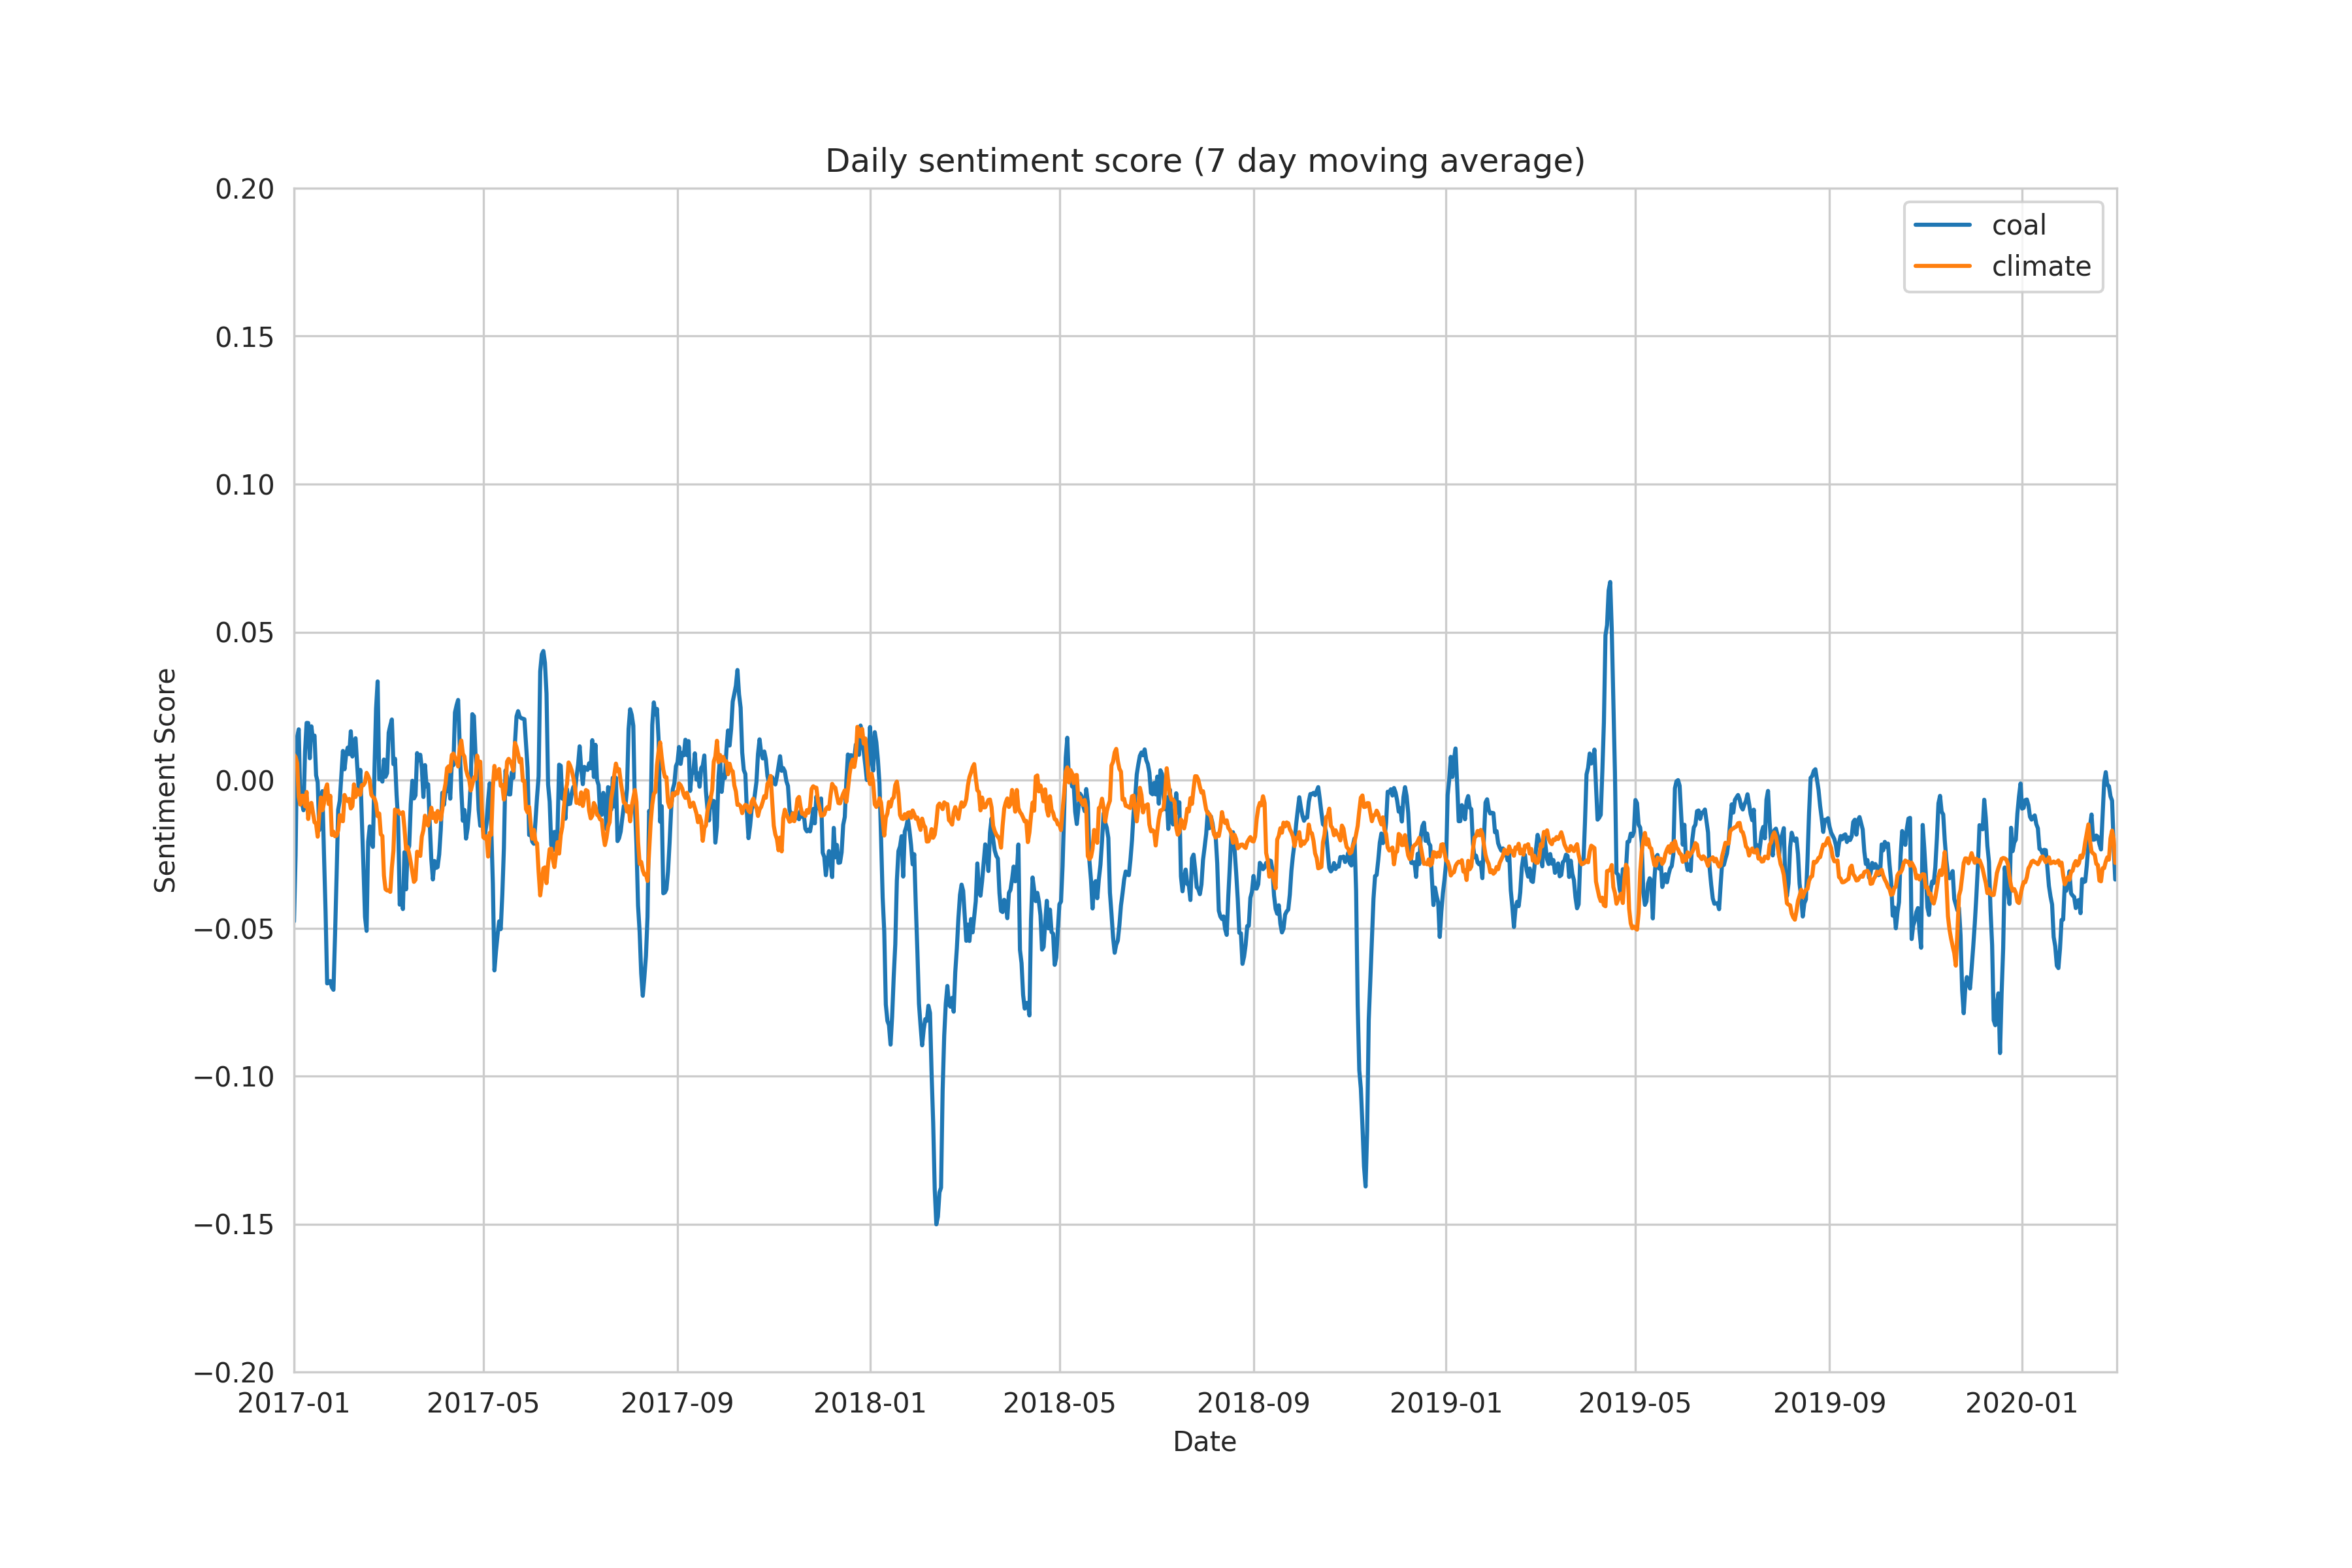 Daily sentiment score (7 day moving average)
coal
climate
0.20
0.15
0.10
0.05
0.00
−0.05
−0.10
−0.15
−0.20
Sentiment Score
2017-01 2017-05 2017-09 2018-01 2018-05 2018-09 2019-01 2019-05 2019-09 2020-01
Date